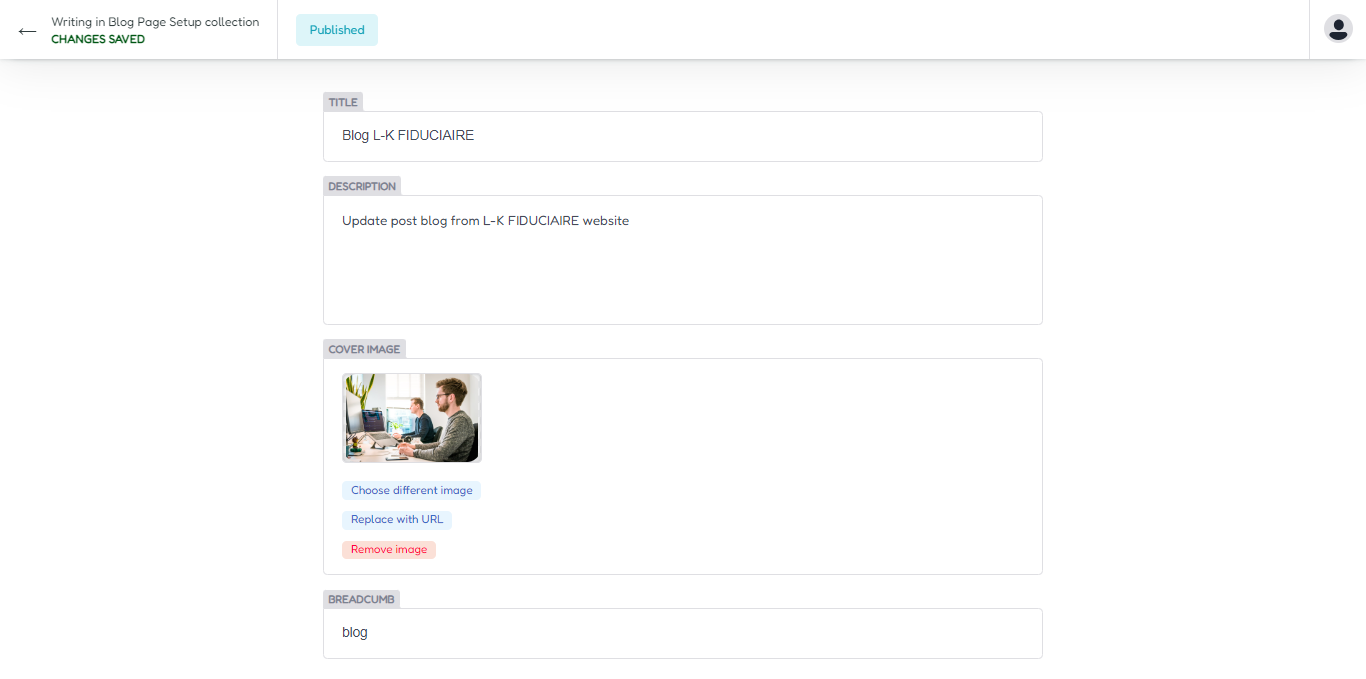 Writing in Blog Page Setup collection
CHANGES SAVED
Published
TITLE
Blog L-K FIDUCIAIRE
DESCRIPTION
Update post blog from L-K FIDUCIAIRE website
COVER IMAGE
Choose different image
Replace with URL
Remove image
BREADCUMB
blog